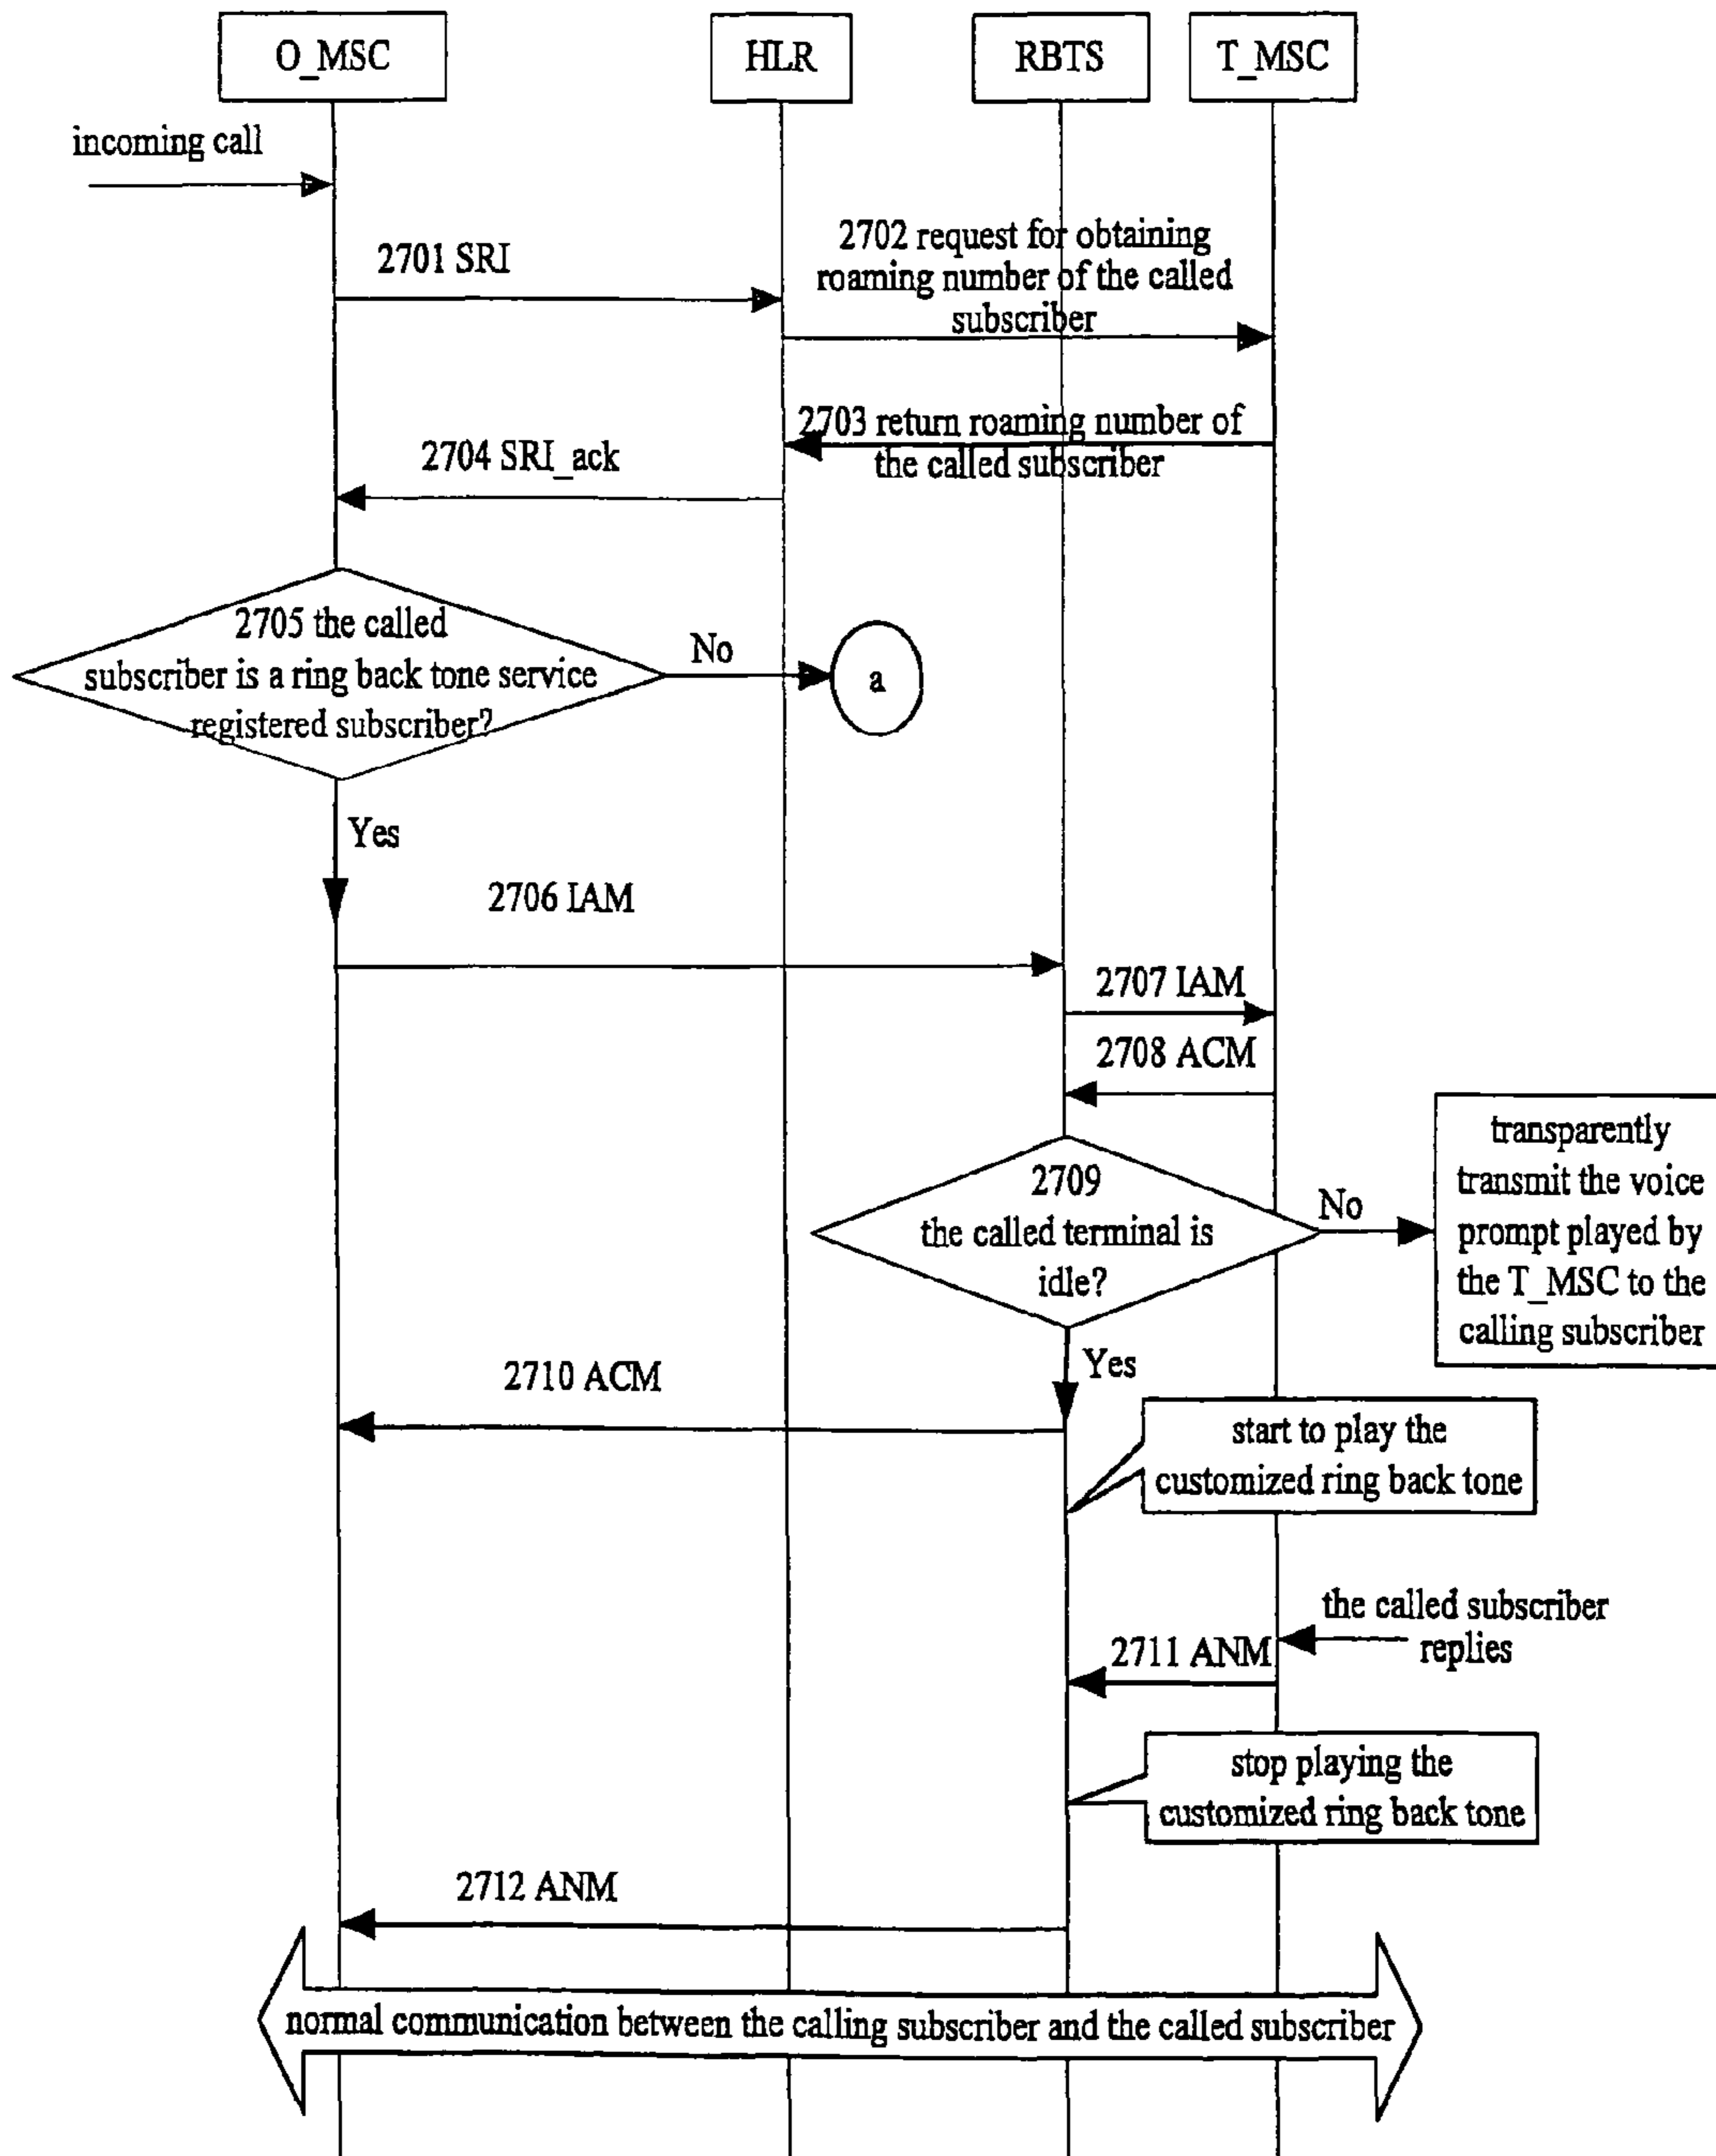 O_MSC
HLR
RBTS
T_MSC
incoming call
2701 SRI
2702 request for obtaining
roaming number of the called
subscriber
2703 return roaming number of
the called subscriber
2704 SRI_ack
2705 the called
subscriber is a ring back tone service
registered subscriber?
No
a
Yes
2706 IAM
2707 IAM
2708 ACM
2709
the called terminal is
idle?
No
transparently
transmit the voice
prompt played by
the T_MSC to the
calling subscriber
Yes
2710 ACM
start to play the
customized ring back tone
the called subscriber
replies
2711 ANM
stop playing the
customized ring back tone
2712 ANM
normal communication between the calling subscriber and the called subscriber